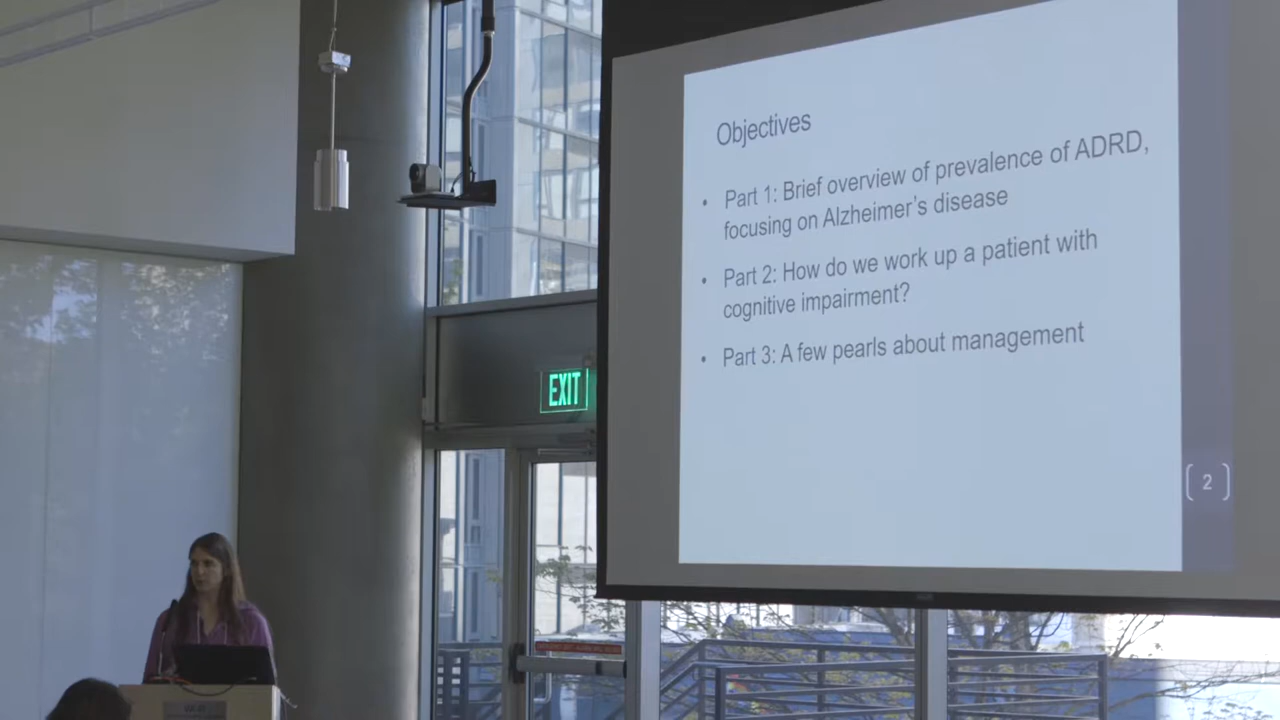 Objectives
• Part 1: Brief overview of prevalence of ADRD,
focusing on Alzheimer's disease
• Part 2: How do we work up a patient with
cognitive impairment?
• Part 3: A few pearls about management
2
EXIT